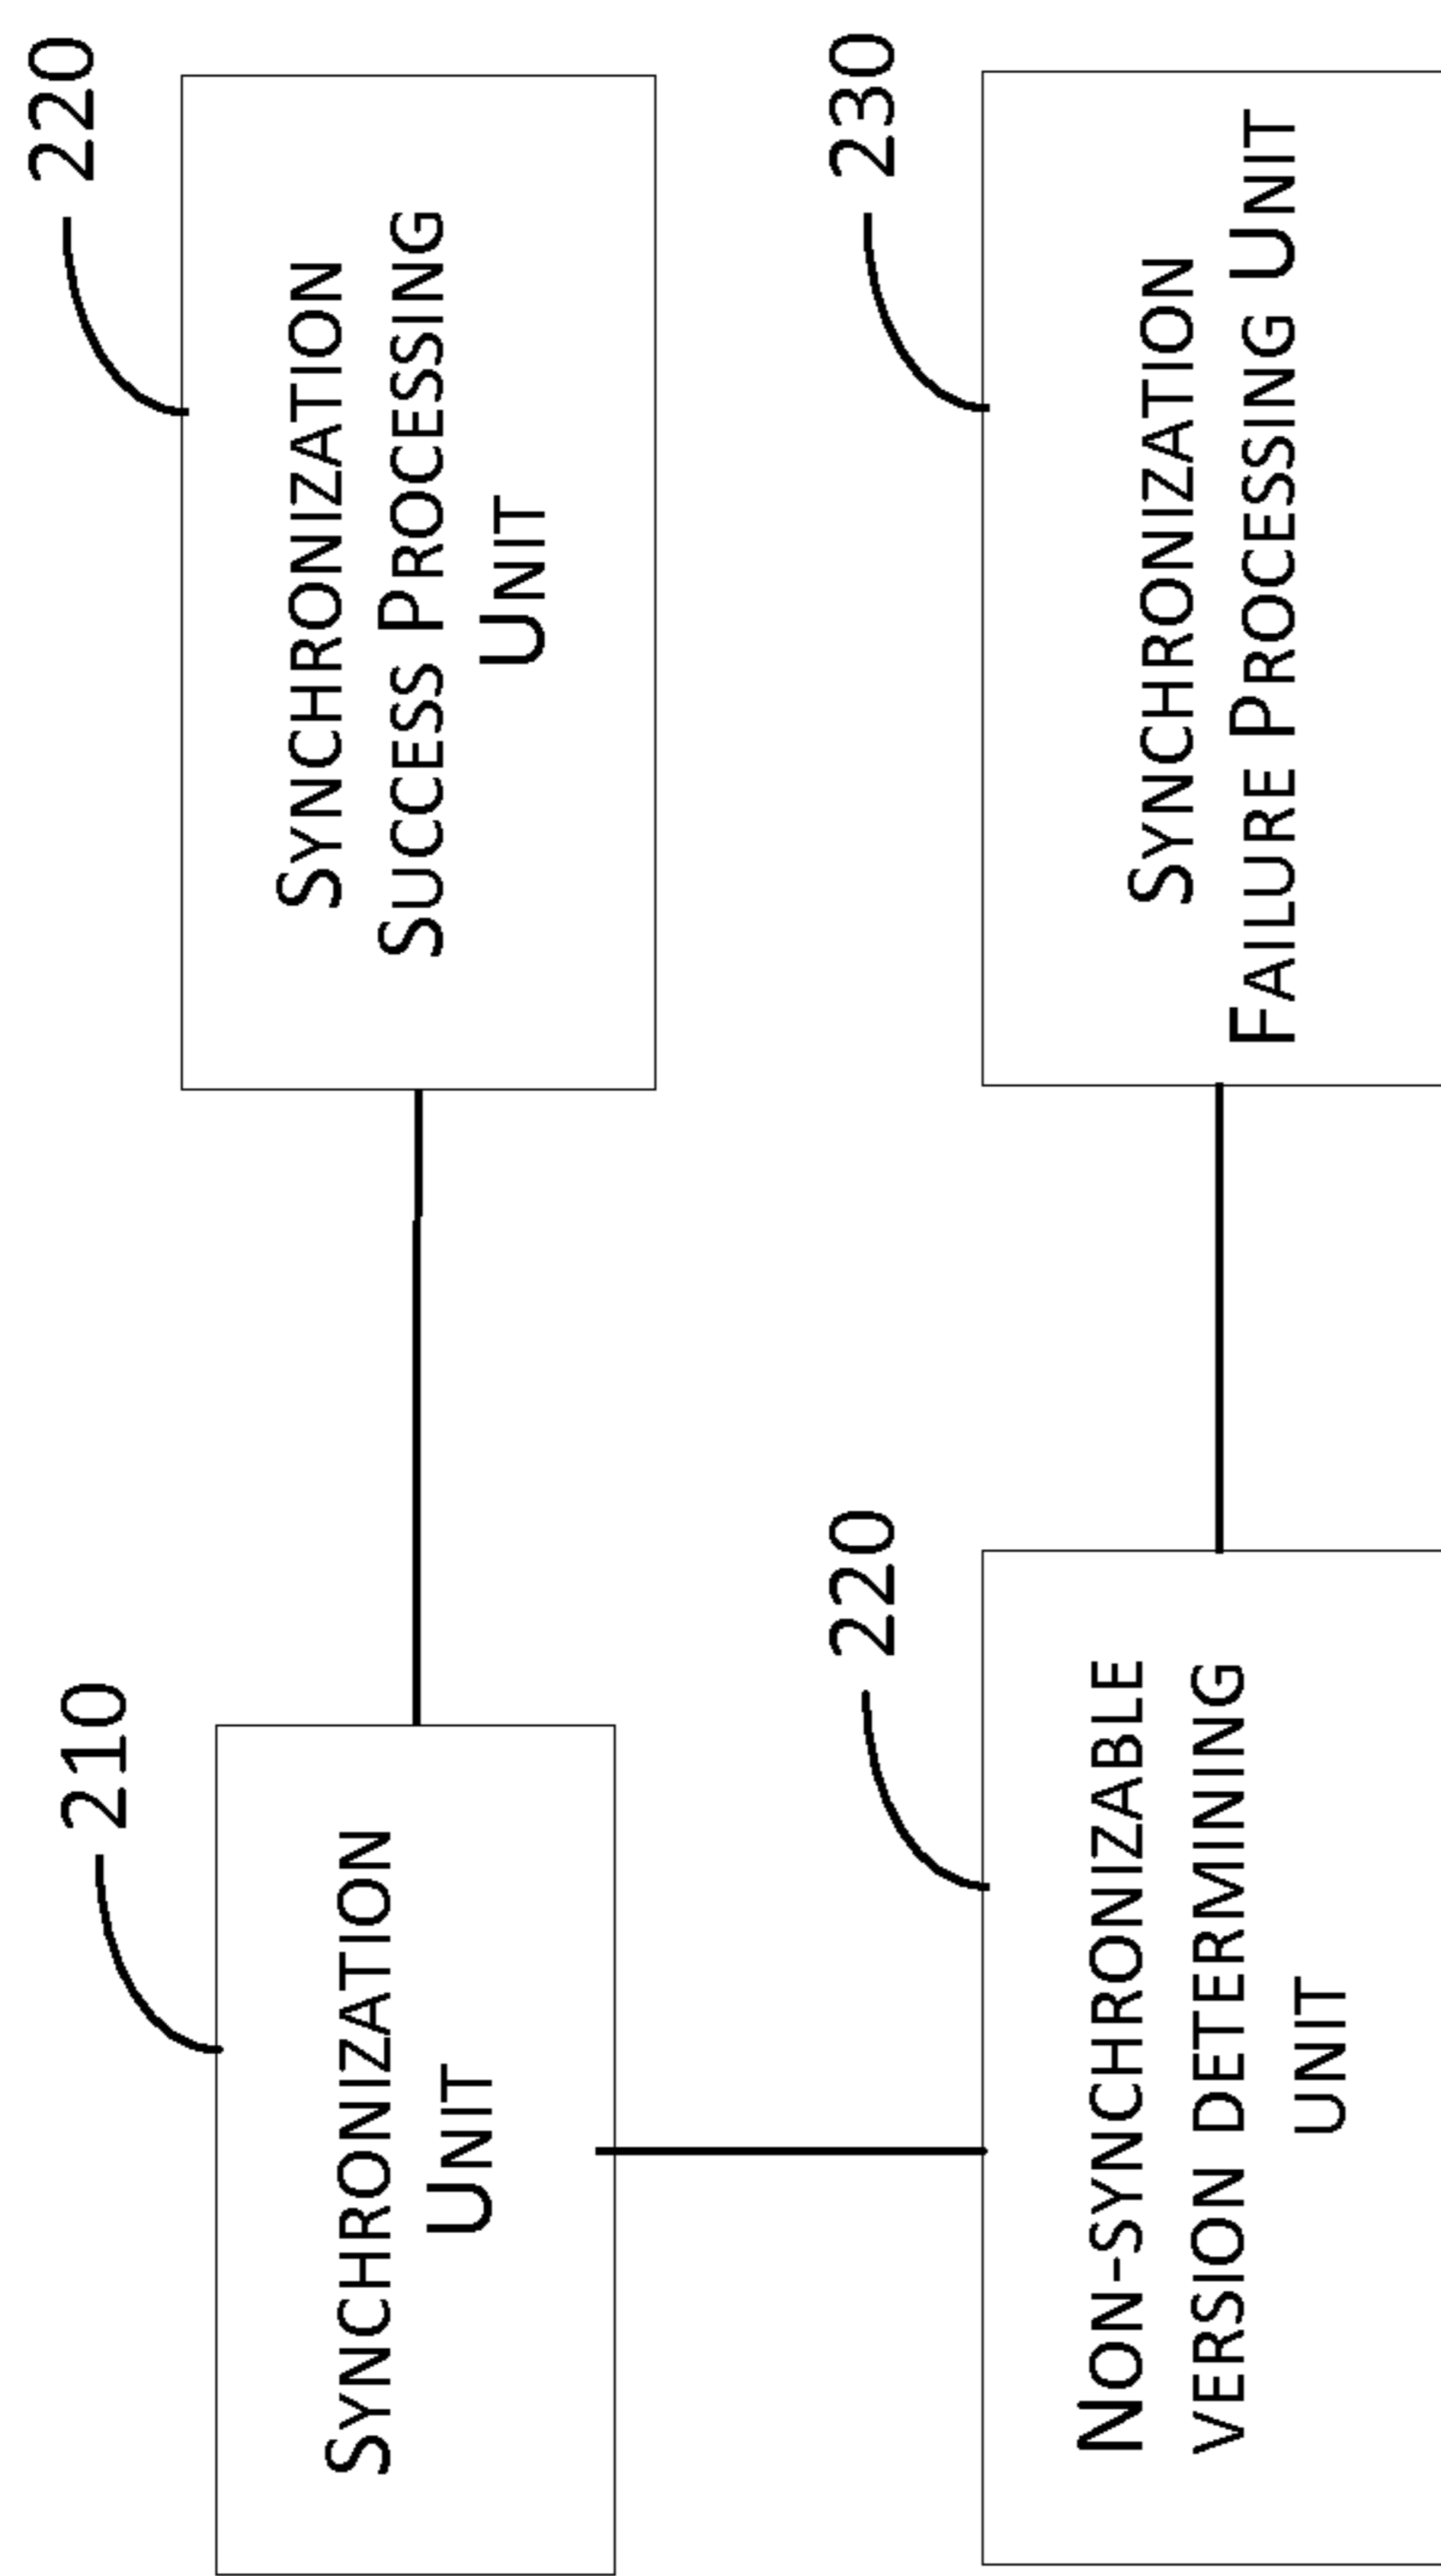 210
SYNCHRONIZATION
UNIT
220
SYNCHRONIZATION
SUCCESS PROCESSING
UNIT
220
NON-SYNCHRONIZABLE
VERSION DETERMINING
UNIT
230
SYNCHRONIZATION
FAILURE PROCESSING UNIT